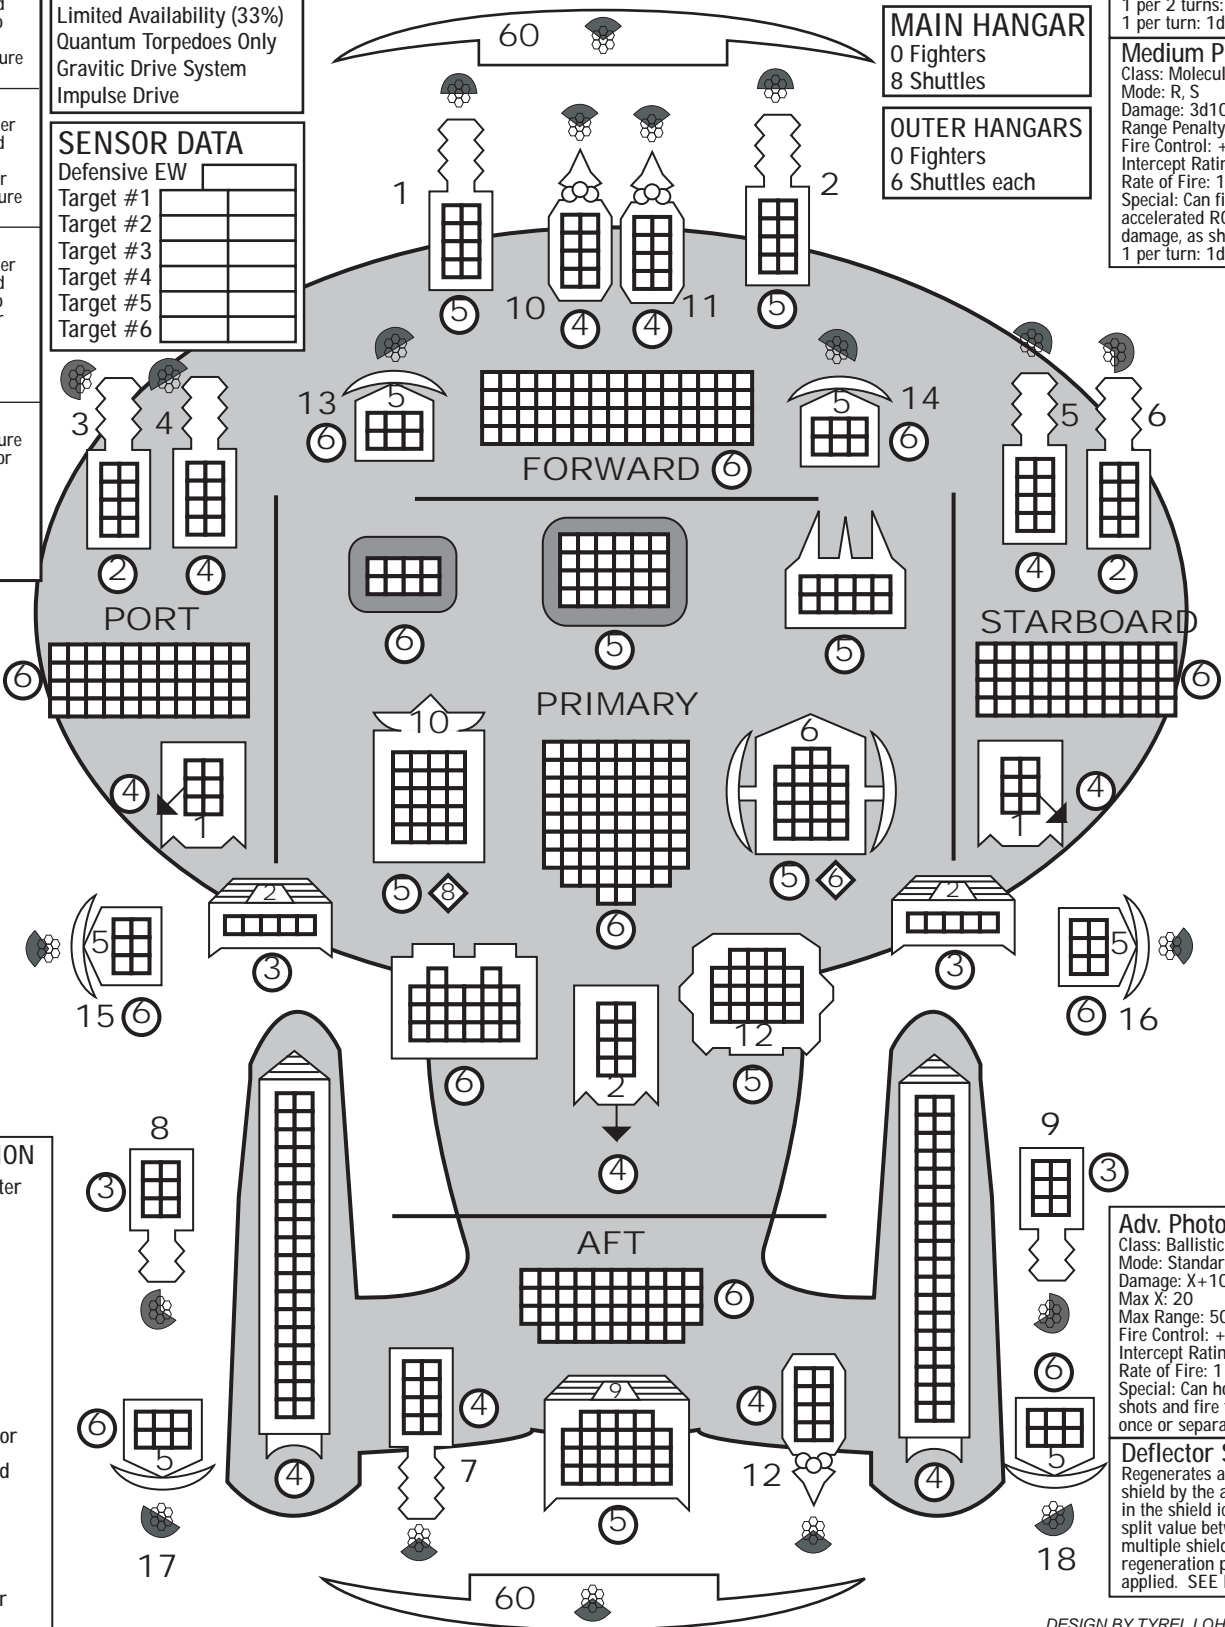 Limited Availability (33%)
Quantum Torpedoes Only
Gravitic Drive System
Impulse Drive
SENSOR DATA
Defensive EW
Target #1
Target #2
Target #3
Target #4
Target #5
Target #6
60
MAIN HANGAR
0 Fighters
8 Shuttles
OUTER HANGARS
0 Fighters
6 Shuttles each
1 per 2 turns:
1 per turn: 1d
Medium P
Class: Molecul
Mode: R, S
Damage: 3d10
Range Penalty
Fire Control: +
Intercept Ratin
Rate of Fire: 1
Special: Can fi
accelerated RO
damage, as sh
1 per turn: 1d
1
2
5
10
4
4
11
5
13
5
6
5
14
6
3
4
5
6
FORWARD 6
2
4
4
2
PORT
STARBOARD
6
5
5
6
6
PRIMARY
10
6
4
1
1
4
5
8
5
6
6
2
2
5
5
3
3
15 6
6 16
12
2
6
5
4
8
9
3
3
AFT
6
4
9
4
6
5
6
5
7
12
4
4
5
17
18
60
ION
ter
or
d
r
ure
er
d
r
ure
er
d
o
r
ure
or
Adv. Photo
Class: Ballistic
Mode: Standar
Damage: X+10
Max X: 20
Max Range: 50
Fire Control: +
Intercept Ratin
Rate of Fire: 1
Special: Can ho
shots and fire
once or separa
Deflector S
Regenerates a
shield by the a
in the shield ic
split value betw
multiple shield
regeneration p
applied. SEE
DESIGN BY TYREL LOH